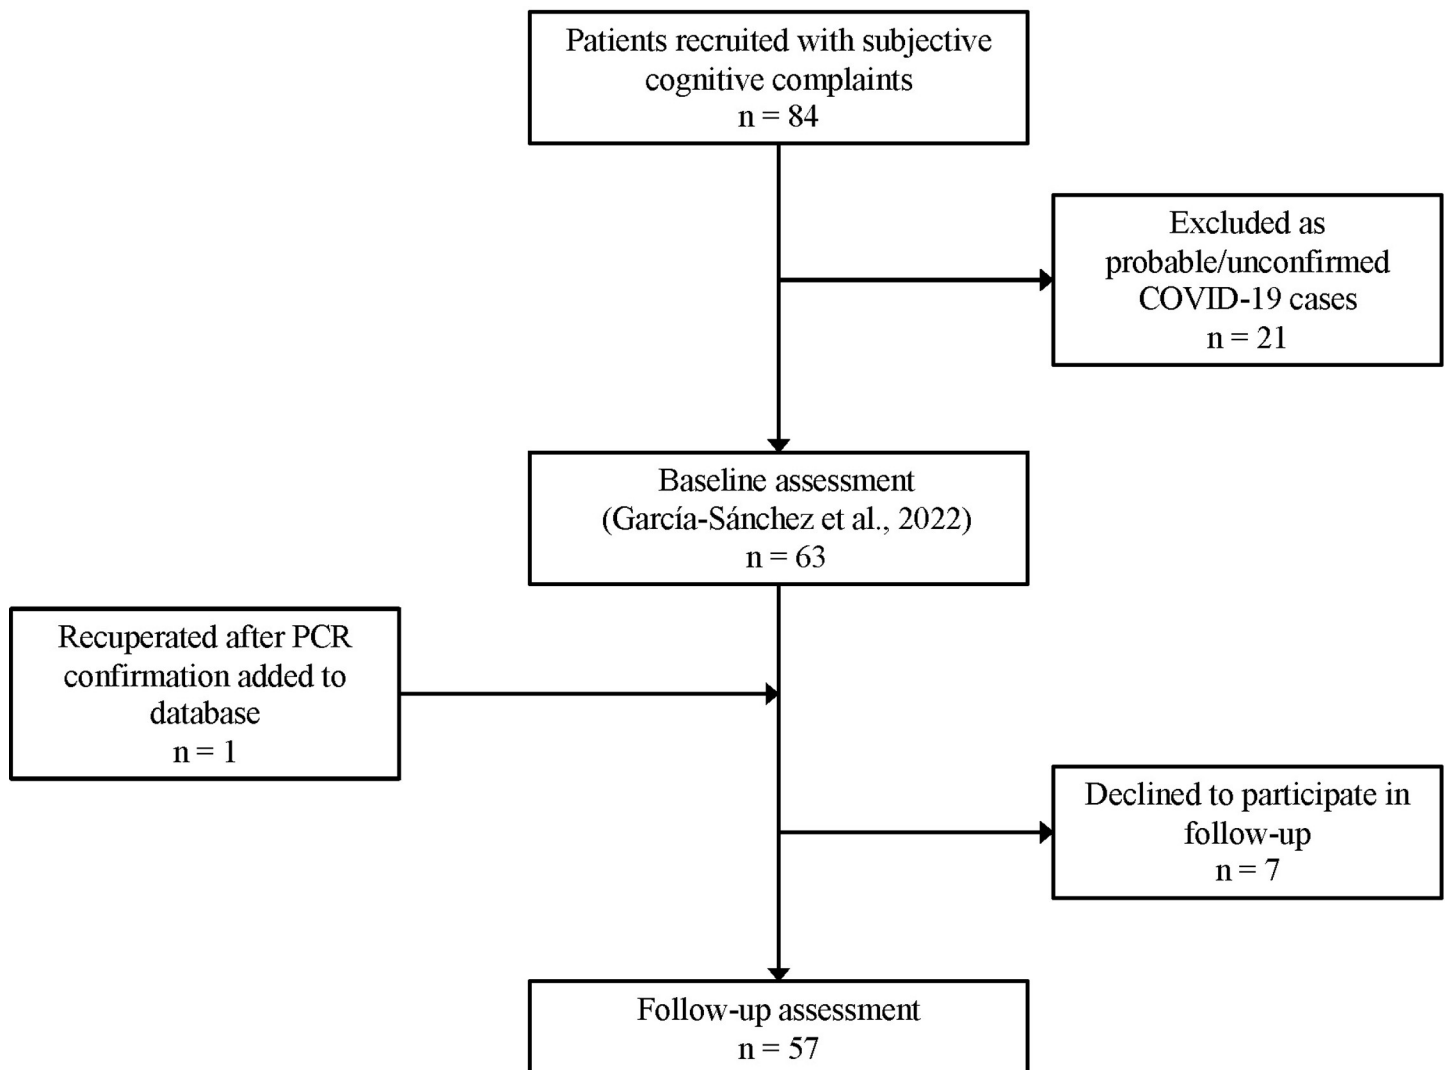 Patients recruited with subjective
cognitive complaints
n = 84
Excluded as
probable/unconfirmed
COVID-19 cases
n = 21
Baseline assessment
(García-Sánchez et al., 2022)
n = 63
Recuperated after PCR
confirmation added to
database
n = 1
Declined to participate in
follow-up
n = 7
Follow-up assessment
n = 57